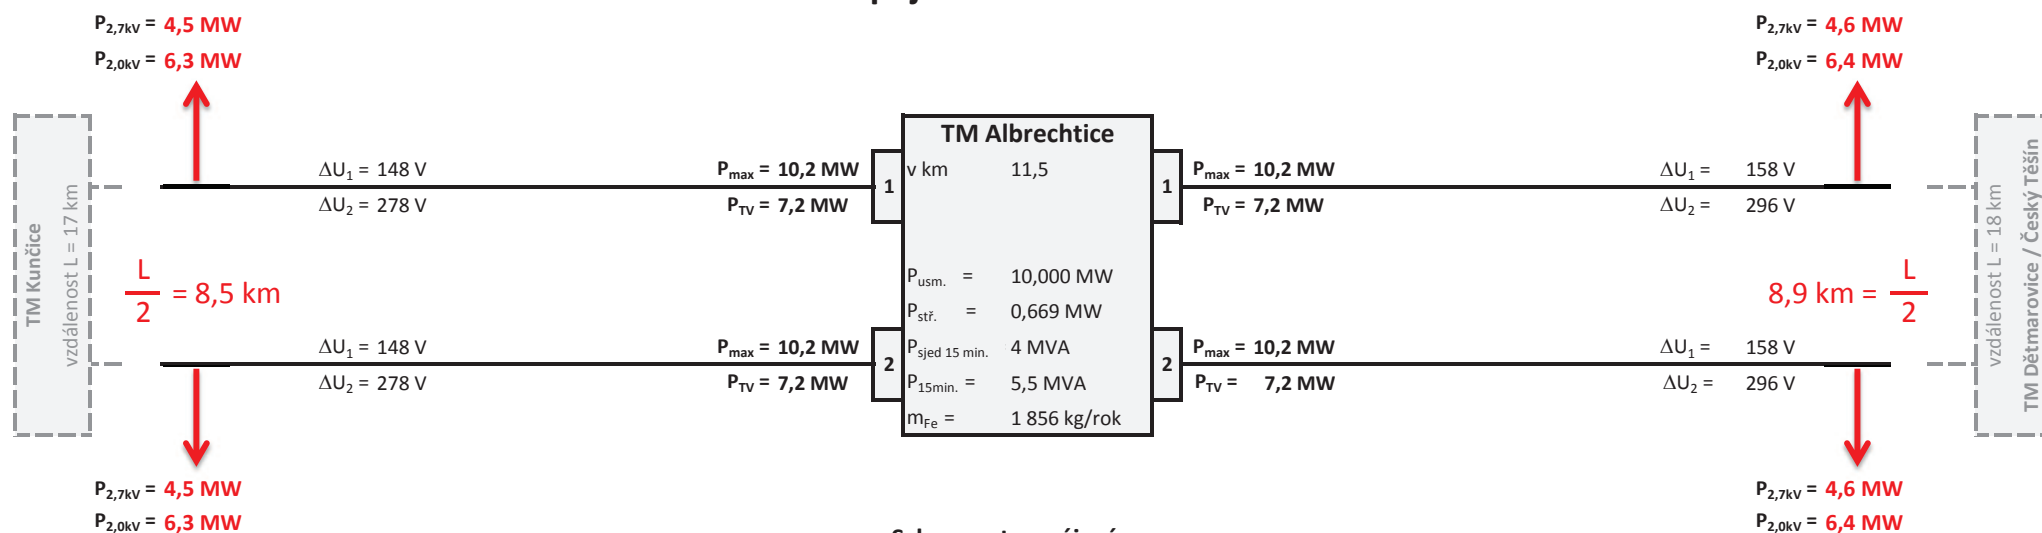 P2,7kV = 4,5 MW
P2,0kV = 6,3 MW
P2,7kV = 4,6 MW
P2,0kV = 6,4 MW
TM Kunčice
vzdálenost L = 17 km
ΔU1 = 148 V
ΔU2 = 278 V
Pmax = 10,2 MW
PTV = 7,2 MW
1
TM Albrechtice
v km 11,5
1
Pmax = 10,2 MW
PTV = 7,2 MW
ΔU1 = 158 V
ΔU2 = 296 V
L
2
= 8,5 km
Pusm. = 10,000 MW
Pstř. = 0,669 MW
Psjed 15 min. 4 MVA
P15min. = 5,5 MVA
mFe = 1 856 kg/rok
8,9 km =
L
2
vzdálenost L = 18 km
TM Dětmarovice / Český Těšín
ΔU1 = 148 V
ΔU2 = 278 V
Pmax = 10,2 MW
PTV = 7,2 MW
2
2
Pmax = 10,2 MW
PTV = 7,2 MW
ΔU1 = 158 V
ΔU2 = 296 V
P2,7kV = 4,5 MW
P2,0kV = 6,3 MW
P2,7kV = 4,6 MW
P2,0kV = 6,4 MW